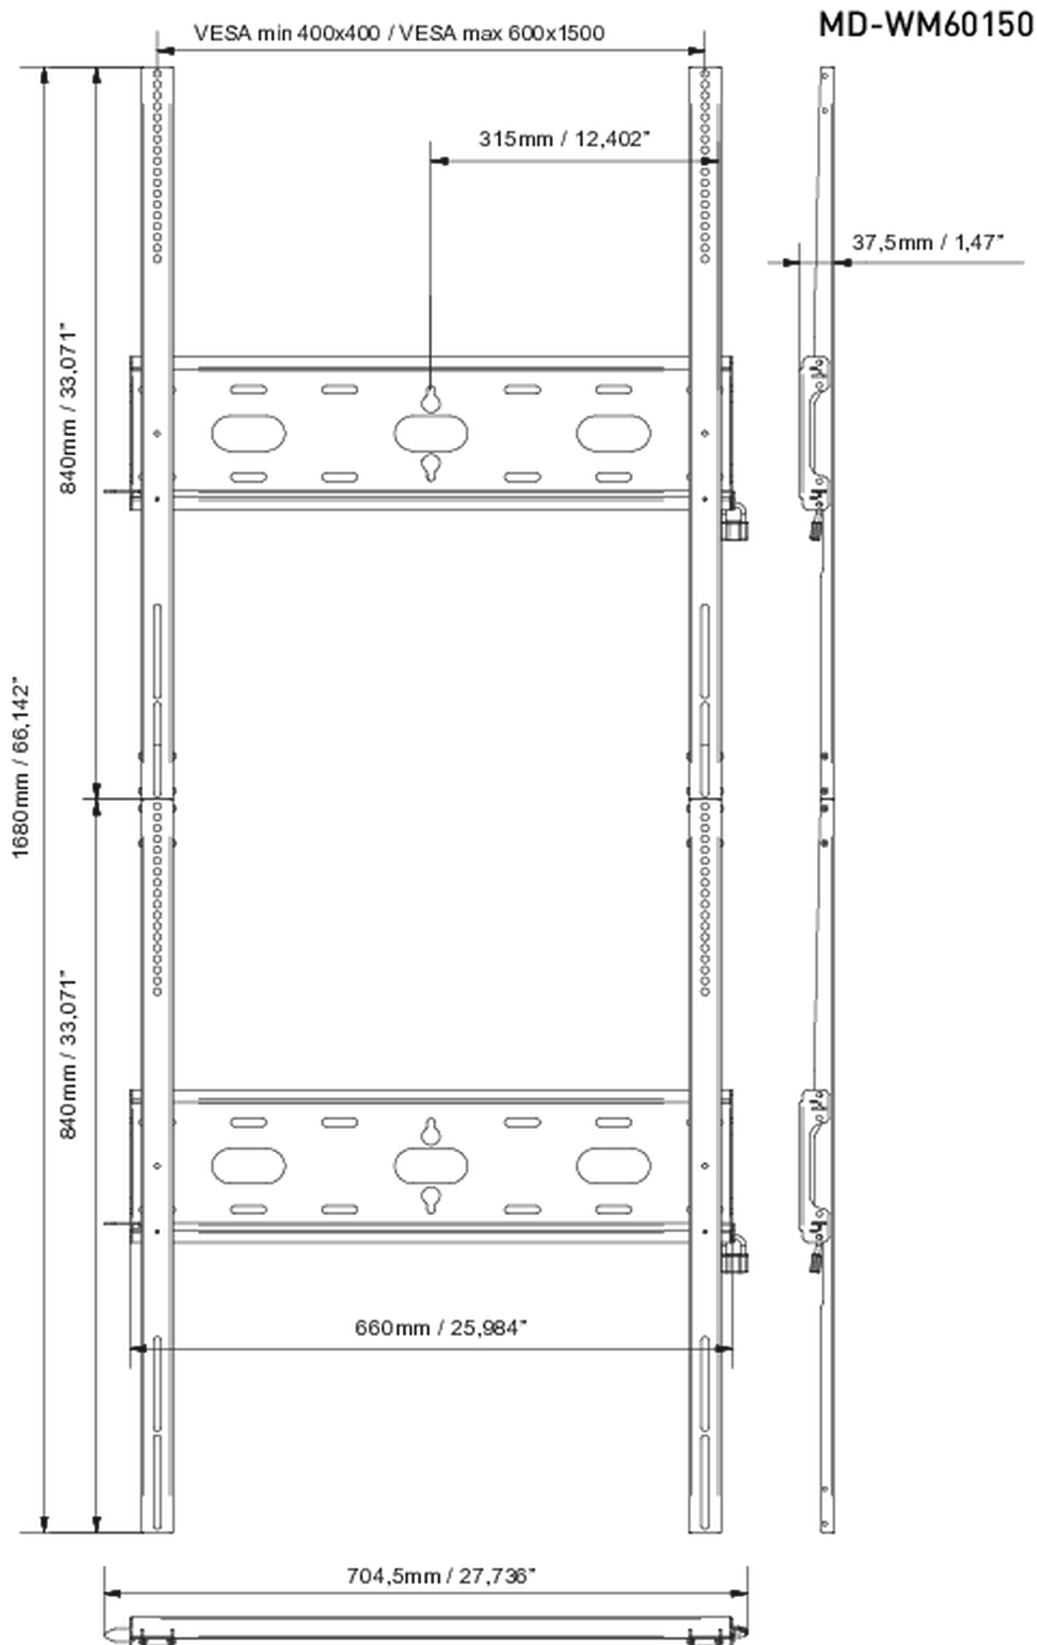 MD-WM60150
VESA min 400x400 / VESA max 600x1500
315mm / 12,402"
37,5mm / 1,47"
840mm / 33,071"
1680mm / 66,142"
840mm / 33,071"
660mm / 25,984"
704,5mm / 27,736"